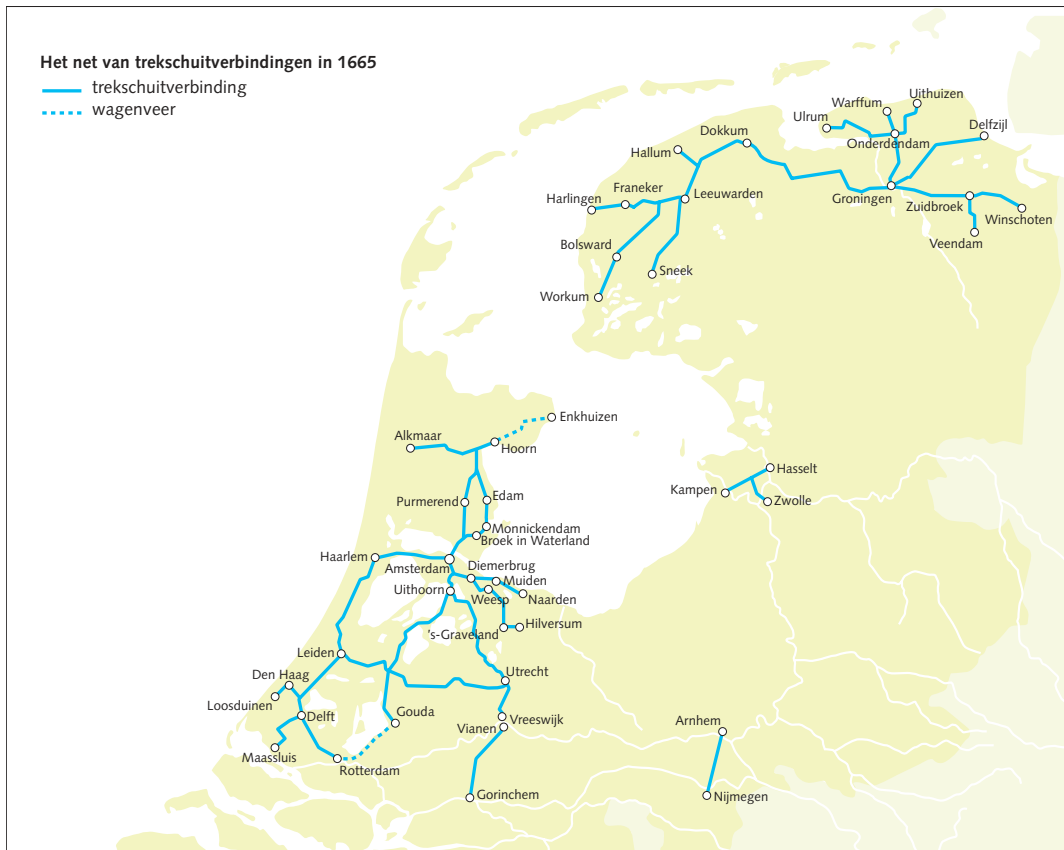 Het net van trekschuitverbindingen in 1665
trekschuitverbinding
wagenveer
Uithuizen
Warffum
Ulrum
Delfzijl
Dokkum
Onderdendam
Hallum
Franeker
Leeuwarden
Harlingen
Groningen
Zuidbroek
Winschoten
Bolsward
Veendam
Sneek
Workum
Enkhuizen
Alkmaar
Hoorn
Hasselt
Kampen
Zwolle
Purmerend
Edam
Monnickendam
Broek in Waterland
Haarlem
Amsterdam
Diemerbrug
Muiden
Uithoorn
Weesp
Naarden
's-Graveland
Hilversum
Leiden
Den Haag
Utrecht
Loosduinen
Gouda
Delft
Vreeswijk
Vianen
Arnhem
Maassluis
Rotterdam
Gorinchem
Nijmegen